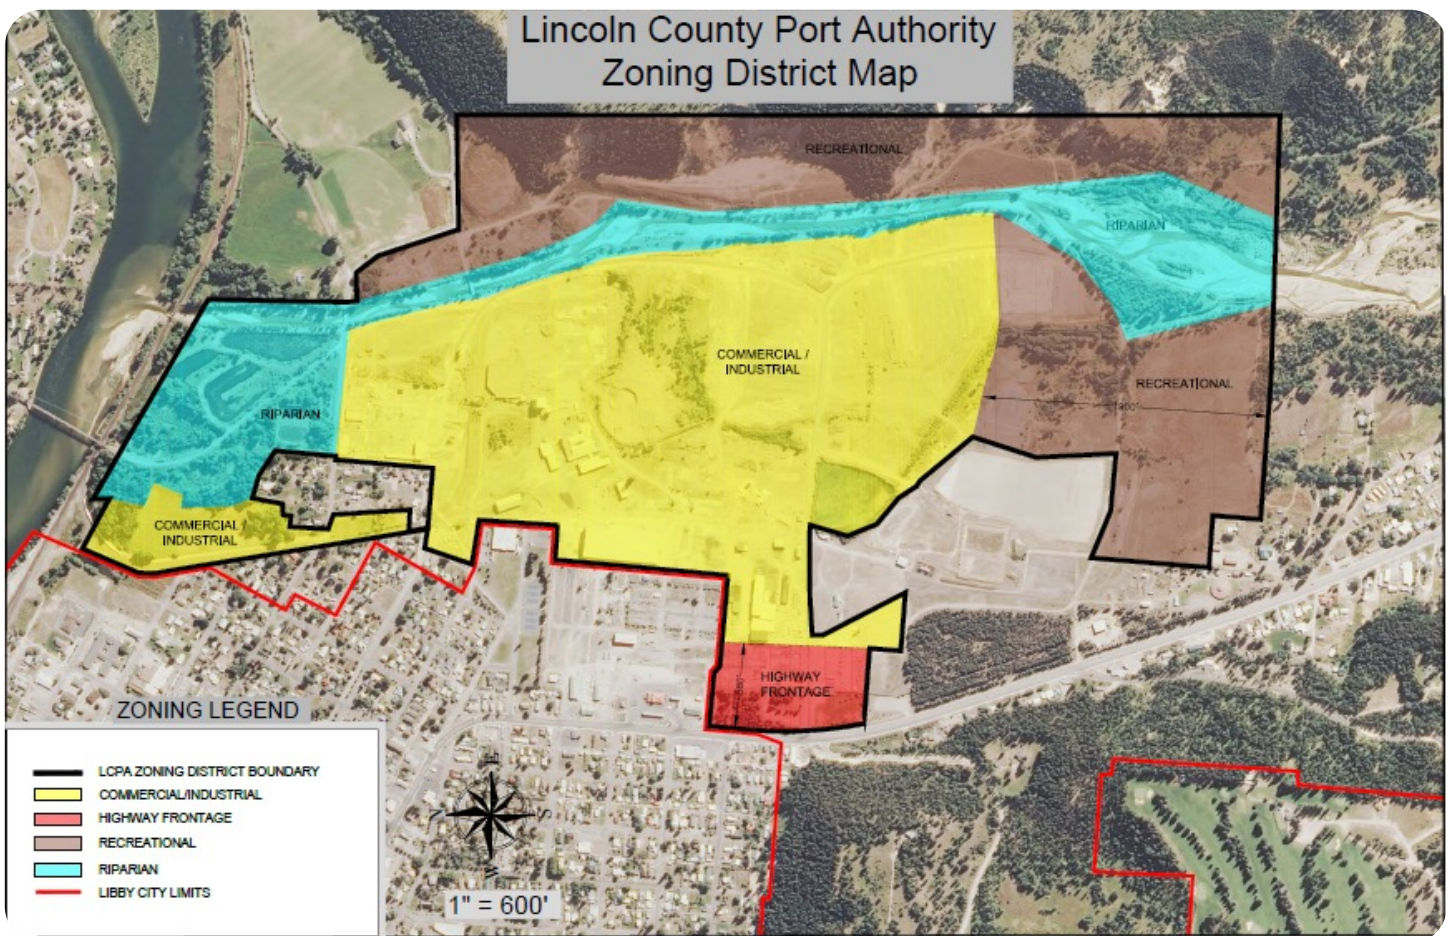 Lincoln County Port Authority
Zoning District Map
RECREATIONAL
RIPARIAN
COMMERCIAL /
INDUSTRIAL
RECREATIONAL
RIPARIAN
COMMERCIAL /
INDUSTRIAL
HIGHWAY
FRONTAGE
ZONING LEGEND
LCPA ZONING DISTRICT BOUNDARY
COMMERCIAL/INDUSTRIAL
HIGHWAY FRONTAGE
RECREATIONAL
RIPARIAN
LIBBY CITY LIMITS
N
S
W
1" = 600'